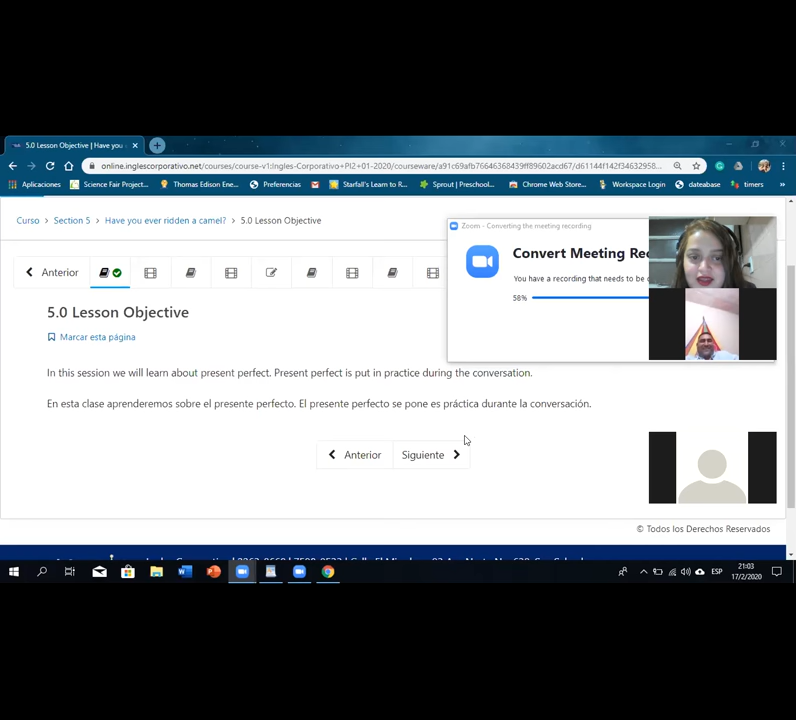 5.0 Lesson Objective | Have you
online.inglescorporativo.net/courses/course-v1:Ingles-Corporativo+PI2+01-2020/courseware/a91c69afb76646368439ff89602acd67/d61144f142f34632958...
Aplicaciones
Science Fair Project...
Thomas Edison Ene...
Preferencias
Starfall's Learn to R...
Sprout | Preschool...
Chrome Web Store...
Workspace Login
dateabase
timers
»
Curso
Section 5
Have you ever ridden a camel?
5.0 Lesson Objective
Zoom - Converting the meeting recording
Convert Meeting Rec
You have a recording that needs to be
58%
Anterior
5.0 Lesson Objective
Marcar esta página
In this session we will learn about present perfect. Present perfect is put in practice during the conversation.
En esta clase aprenderemos sobre el presente perfecto. El presente perfecto se pone es práctica durante la conversación.
Anterior
Siguiente
© Todos los Derechos Reservados
ESP
21:03
17/2/2020